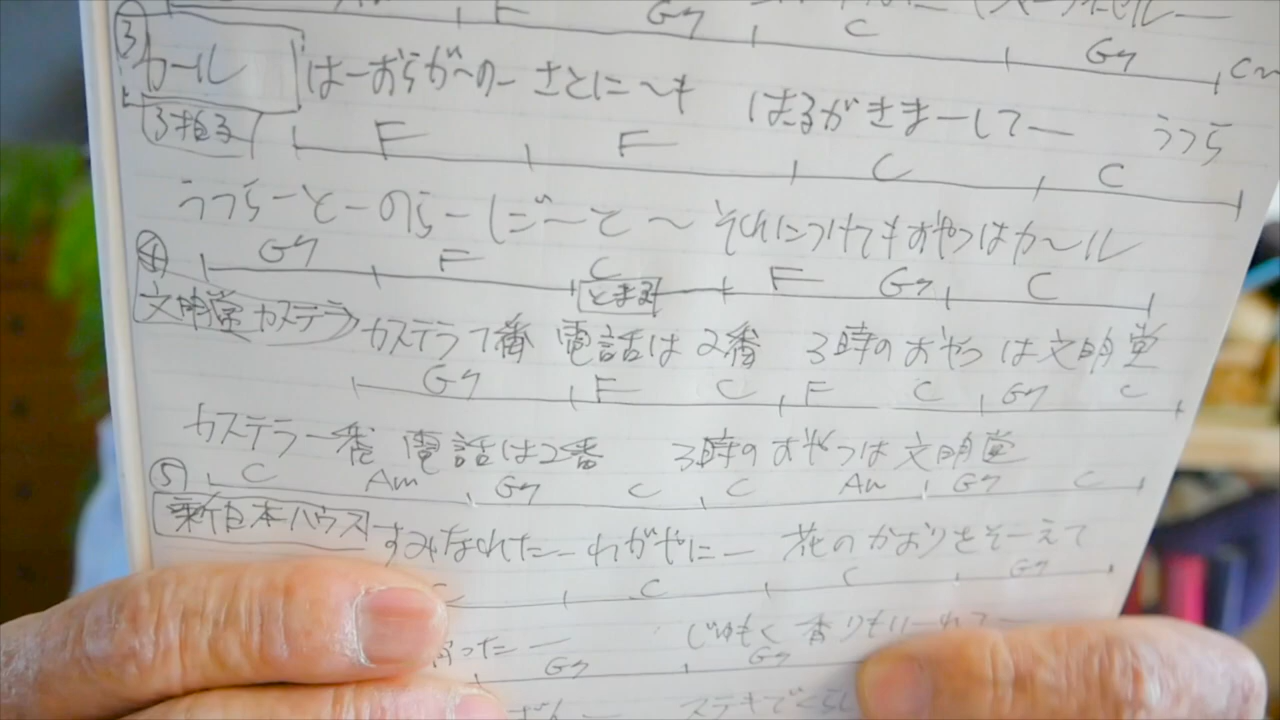 G7 C
G7 Cm
③ カール はーおらが〜のー さとに〜も はるがきまーしてー うつら
3拍子 F F C C
うつらーとーのらーしご〜と〜 それにつけてもおやつはカ〜ル
④ G7 F C とまる F G7 C
文明堂カステラ カステラ1番 電話は2番 3時のおやつは文明堂
G7 F C F C G7 C
カステラ一番 電話は2番 3時のおやつは文明堂
⑤ C Am G7 C C Am G7 C
新日本ハウス すみなれたーわがやにー 花のかおりをそーえて
C C C G7
じゅもく 香りもいーれてー
G7 G7
ステキでくらし